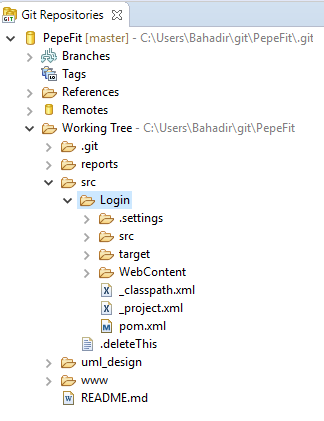 Git Repositories
PepeFit [master] - C:\Users\Bahadir\git\PepeFit\.git
Branches
Tags
References
Remotes
Working Tree - C:\Users\Bahadir\git\PepeFit
.git
reports
src
Login
.settings
src
target
WebContent
_classpath.xml
_project.xml
pom.xml
.deleteThis
uml_design
www
README.md